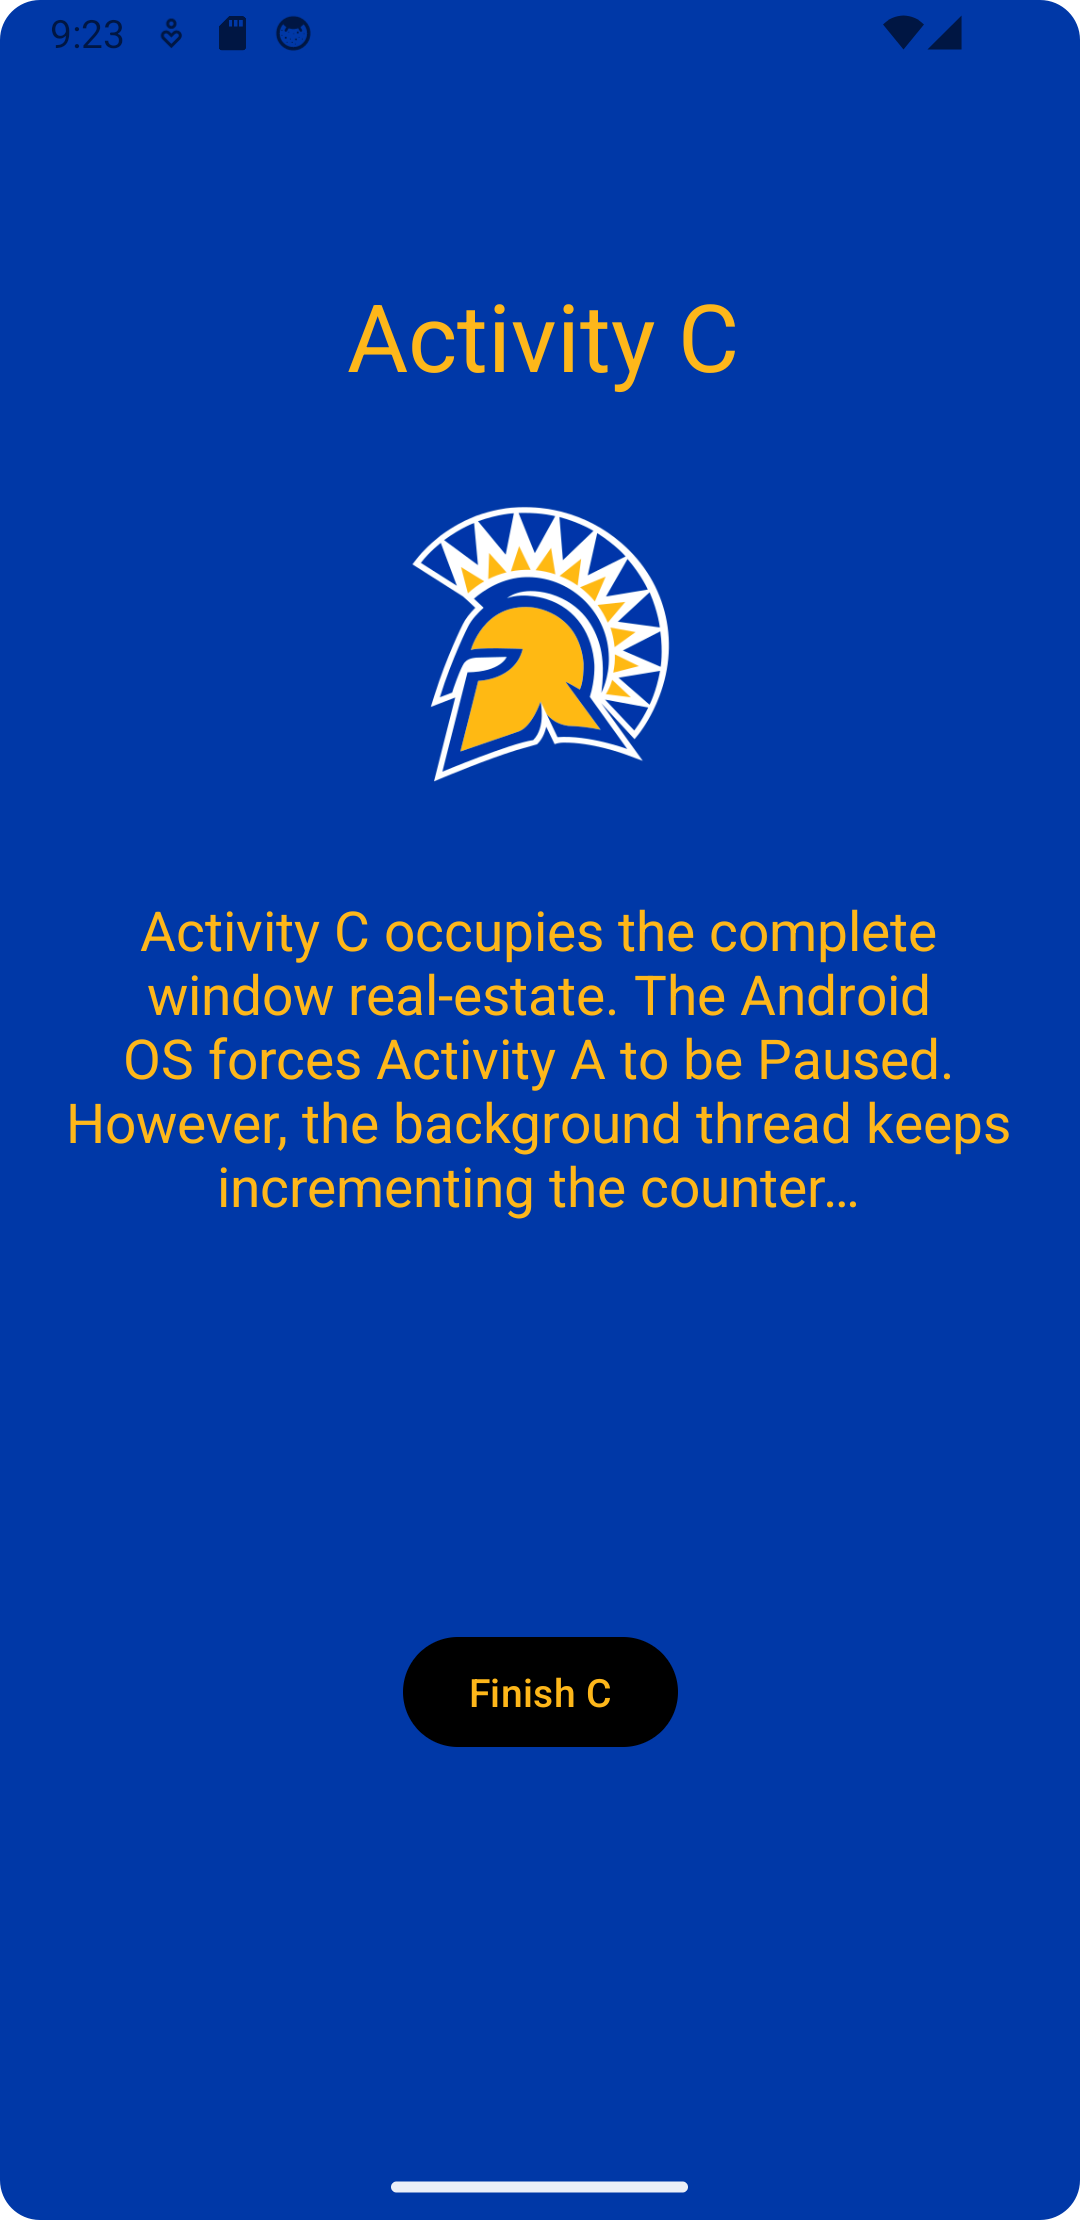 9:23
Activity C
Activity C occupies the complete
window real-estate. The Android
OS forces Activity A to be Paused.
However, the background thread keeps
incrementing the counter…
Finish C